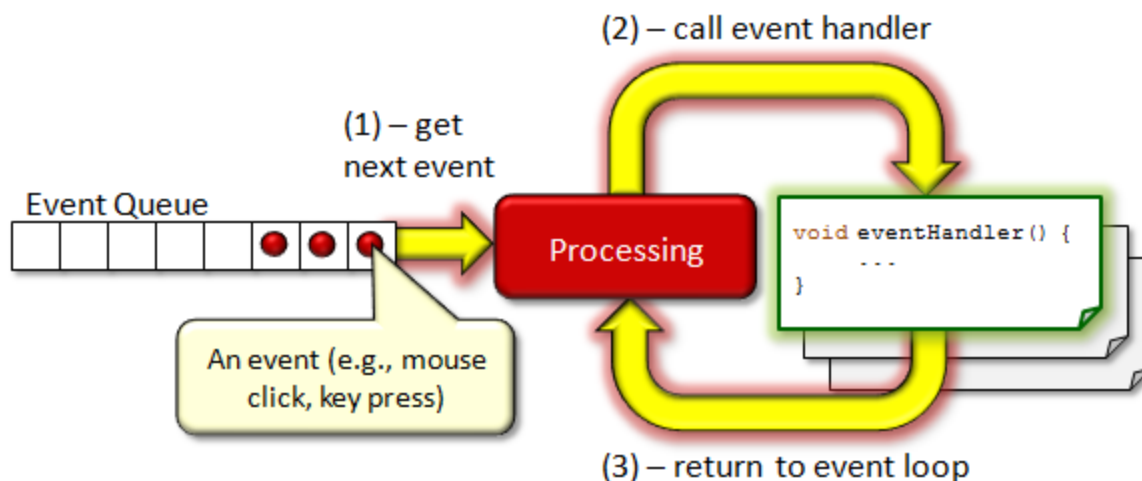 (2) – call event handler
(1) – get
next event
Event Queue
Processing
void eventHandler() {
...
}
An event (e.g., mouse
click, key press)
(3) – return to event loop